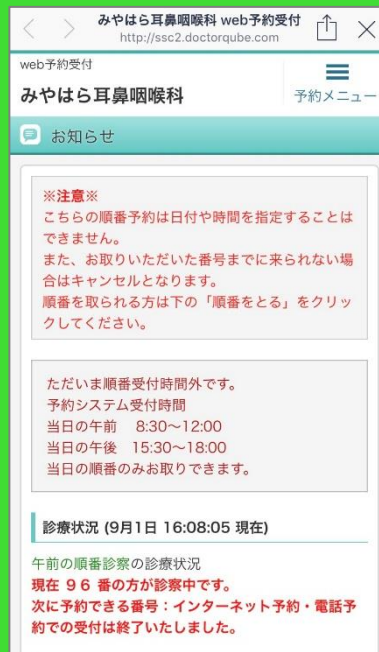 みやはら耳鼻咽喉科 web予約受付
http://ssc2.doctorqube.com
web予約受付
みやはら耳鼻咽喉科
予約メニュー
お知らせ
※注意※
こちらの順番予約は日付や時間を指定することは
できません。
また、お取りいただいた番号までに来られない場
合はキャンセルとなります。
順番を取られる方は下の「順番をとる」をクリッ
クしてください。
ただいま順番受付時間外です。
予約システム受付時間
当日の午前 8:30~12:00
当日の午後 15:30~18:00
当日の順番のみお取りできます。
診療状況 (9月1日 16:08:05 現在)
午前の順番診察の診療状況
現在 ９６ 番の方が診察中です。
次に予約できる番号：インターネット予約・電話予
約での受付は終了いたしました。